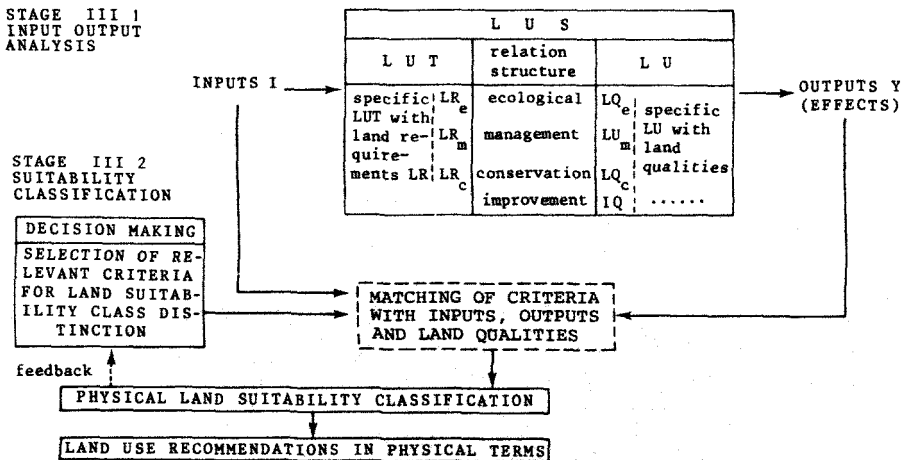 STAGE III 1
INPUT OUTPUT
ANALYSIS
L U S
L U T
relation
structure
L U
INPUTS I
OUTPUTS Y
(EFFECTS)
specific
LUT with
land re-
quire-
ments LR
LRe
LRm
LRc
ecological
management
conservation
improvement
LQe
LUm
LQc
IQ
specific
LU with
land
qualities
......
STAGE III 2
SUITABILITY
CLASSIFICATION
DECISION MAKING
SELECTION OF RE-
LEVANT CRITERIA
FOR LAND SUITAB-
ILITY CLASS DIS-
TINCTION
MATCHING OF CRITERIA
WITH INPUTS, OUTPUTS
AND LAND QUALITIES
feedback
PHYSICAL LAND SUITABILITY CLASSIFICATION
LAND USE RECOMMENDATIONS IN PHYSICAL TERMS